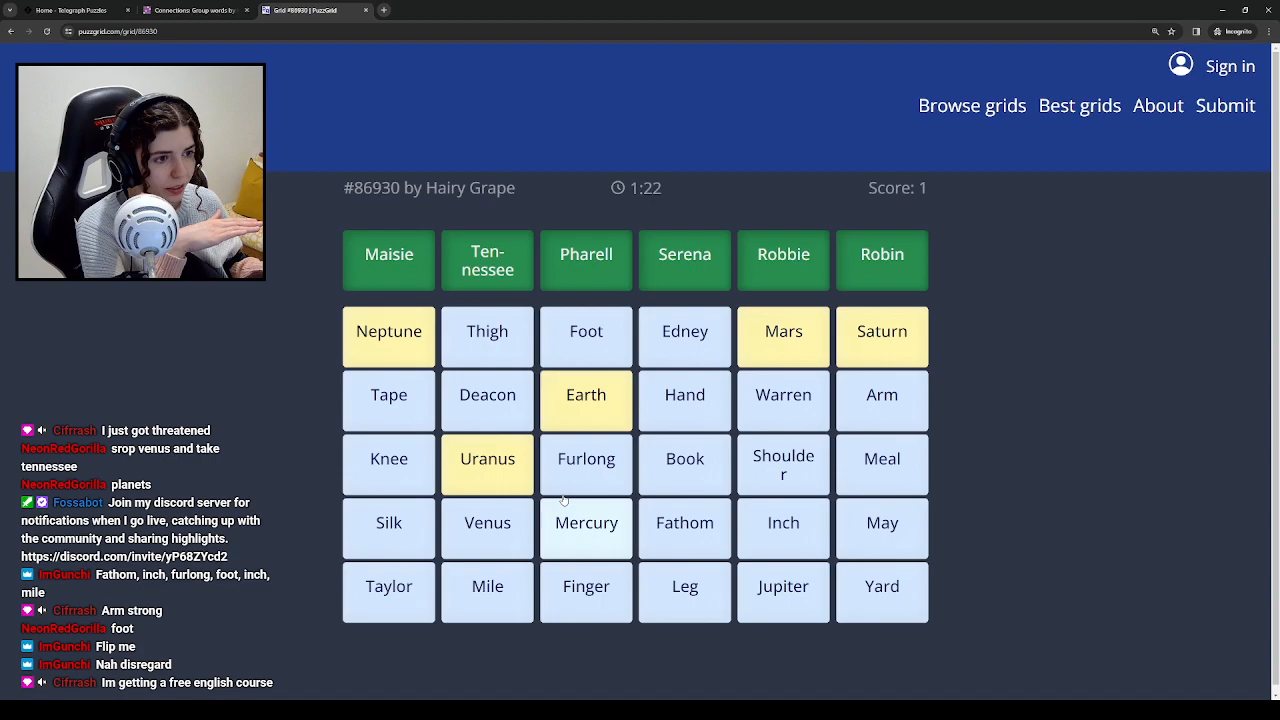 Home - Telegraph Puzzles
Connections: Group words by
Grid #86930 | PuzzGrid
puzzgrid.com/grid/86930
Incognito
Sign in
Browse grids
Best grids
About
Submit
#86930 by Hairy Grape
1:22
Score: 1
Maisie
Ten-
nessee
Pharell
Serena
Robbie
Robin
Neptune
Thigh
Foot
Edney
Mars
Saturn
Tape
Deacon
Earth
Hand
Warren
Arm
Knee
Uranus
Furlong
Book
Shoulde
r
Meal
Silk
Venus
Mercury
Fathom
Inch
May
Taylor
Mile
Finger
Leg
Jupiter
Yard
Cifrrash I just got threatened
NeonRedGorilla srop venus and take
tennessee
NeonRedGorilla planets
Fossabot Join my discord server for
notifications when I go live, catching up with
the community and sharing highlights.
https://discord.com/invite/yP68ZYcd2
ImGunchi Fathom, inch, furlong, foot, inch,
mile
Cifrrash Arm strong
NeonRedGorilla foot
ImGunchi Flip me
ImGunchi Nah disregard
Cifrrash Im getting a free english course